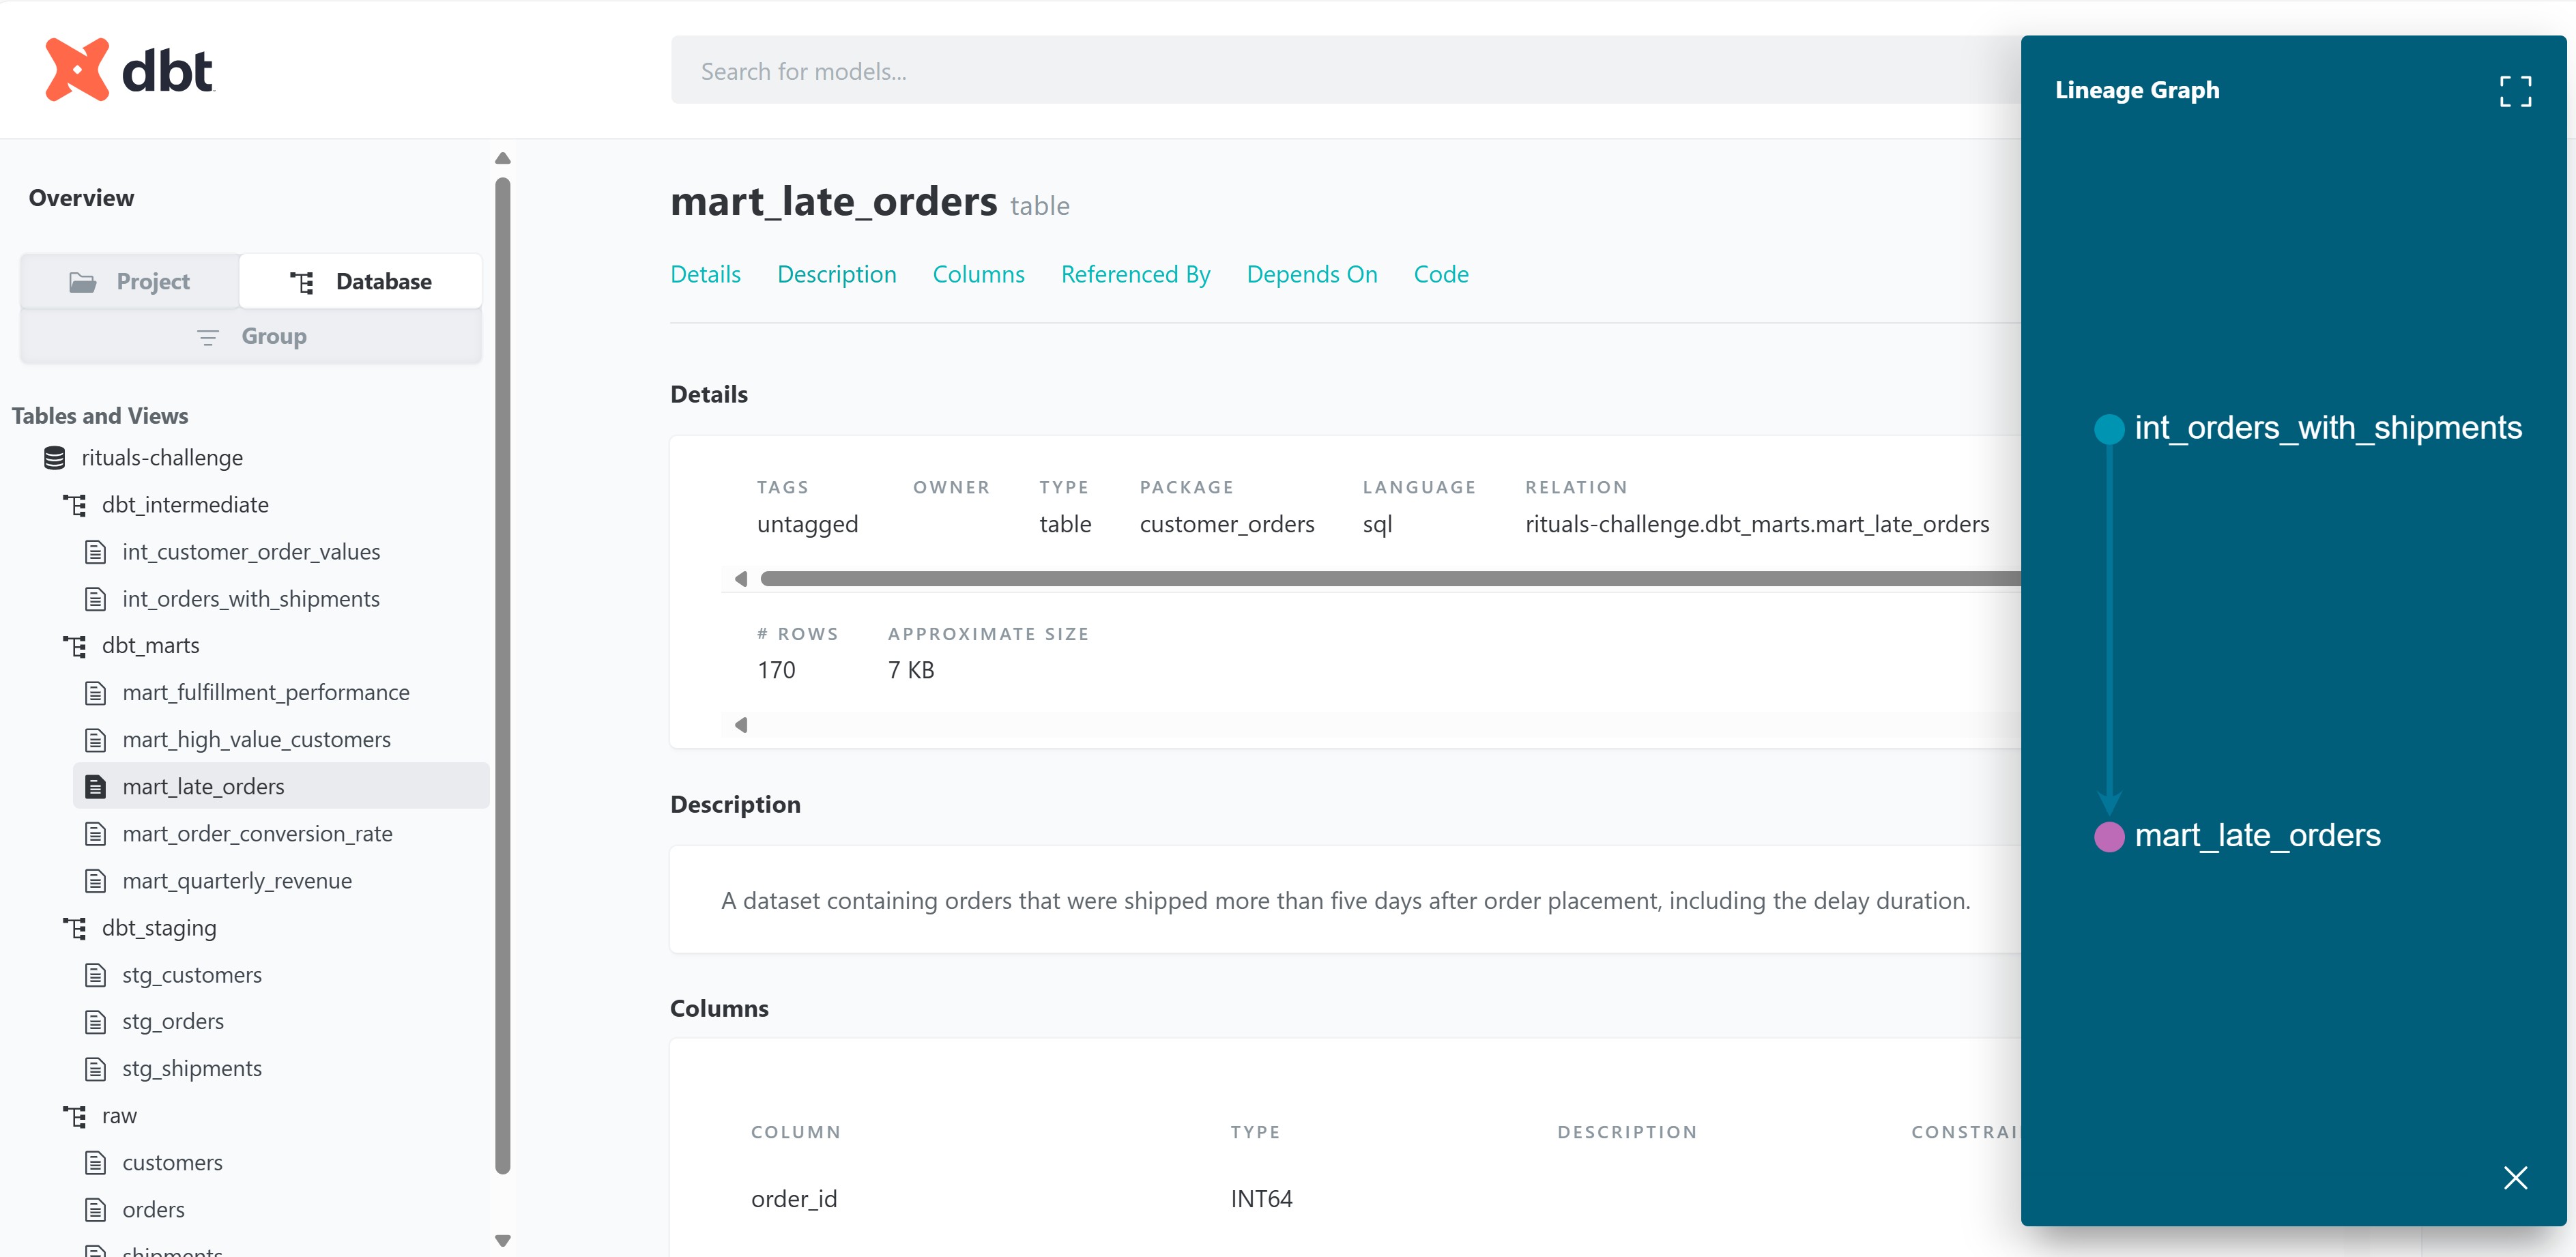 dbt
Search for models...
Overview
Project
Database
Group
Tables and Views
rituals-challenge
dbt_intermediate
int_customer_order_values
int_orders_with_shipments
dbt_marts
mart_fulfillment_performance
mart_high_value_customers
mart_late_orders
mart_order_conversion_rate
mart_quarterly_revenue
dbt_staging
stg_customers
stg_orders
stg_shipments
raw
customers
orders
shipments
mart_late_orders table
Details Description Columns Referenced By Depends On Code
Details
TAGS OWNER TYPE PACKAGE LANGUAGE RELATION
untagged table customer_orders sql rituals-challenge.dbt_marts.mart_late_orders
# ROWS APPROXIMATE SIZE
170 7 KB
Description
A dataset containing orders that were shipped more than five days after order placement, including the delay duration.
Columns
COLUMN TYPE DESCRIPTION
order_id INT64
Lineage Graph
int_orders_with_shipments
mart_late_orders